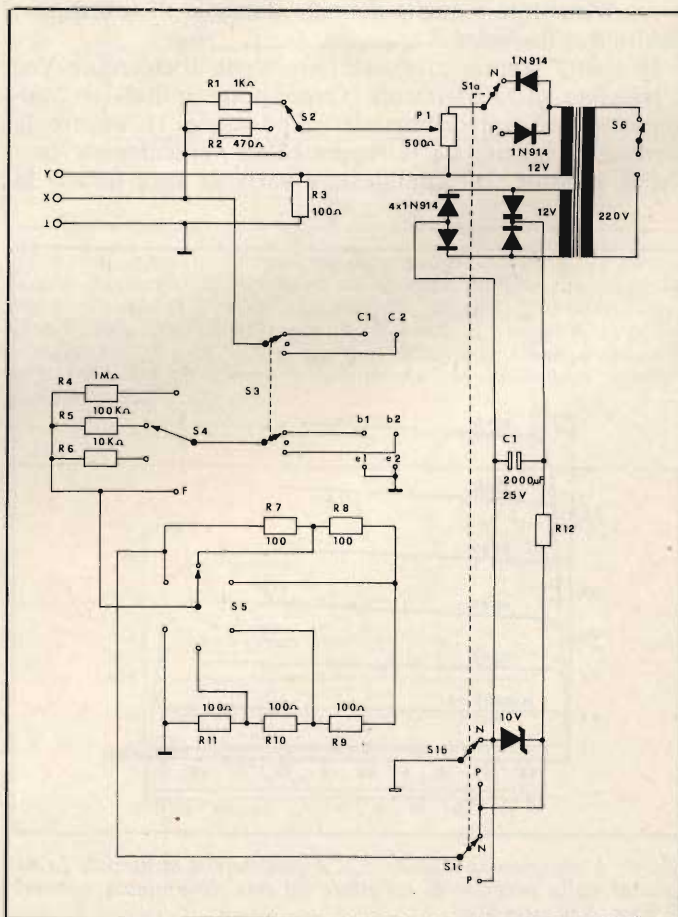 1N914
N
S1a
R1
1KΩ
S2
P1
500Ω
P
1N914
S6
R2
470Ω
Y
12V
X
R3
100Ω
4x1N914
12V
220V
C1
C2
S3
R4
1MΩ
R5
100KΩ
S4
R6
10KΩ
b1
b2
e1
e2
F
C1
2000μF
25V
R12
R7
100
R8
100
S5
100Ω
100Ω
100Ω
R11
R10
R9
10V
N
S1b
P
N
S1c
P